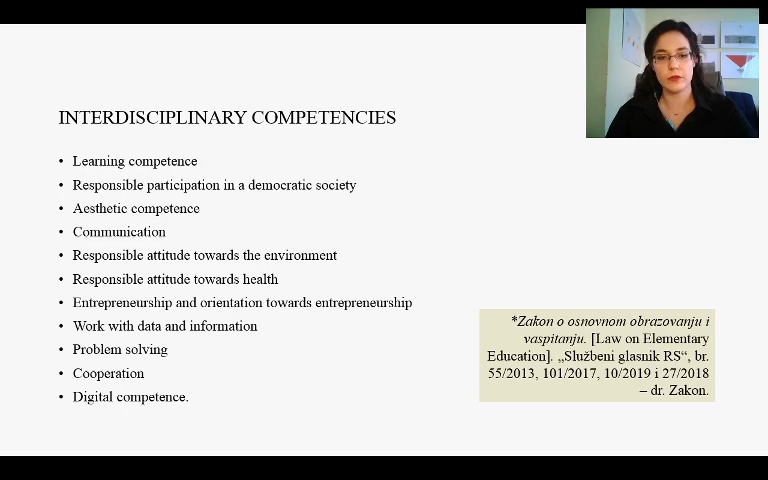 INTERDISCIPLINARY COMPETENCIES
• Learning competence
• Responsible participation in a democratic society
• Aesthetic competence
• Communication
• Responsible attitude towards the environment
• Responsible attitude towards health
• Entrepreneurship and orientation towards entrepreneurship
• Work with data and information
• Problem solving
• Cooperation
• Digital competence.
*Zakon o osnovnom obrazovanju i
vaspitanju. [Law on Elementary
Education]. „Službeni glasnik RS“, br.
55/2013, 101/2017, 10/2019 i 27/2018
– dr. Zakon.